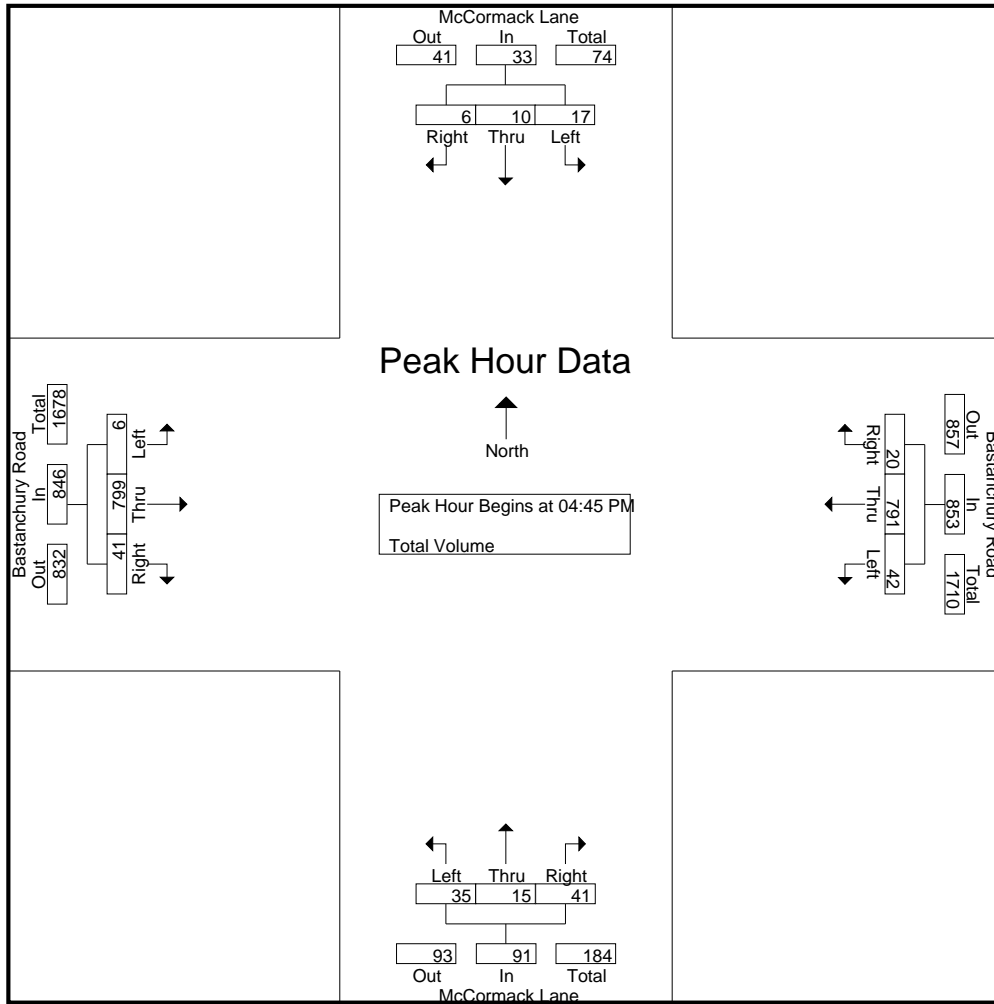 McCormack Lane
Out In Total
41 33 74
6 10 17
Right Thru Left
Peak Hour Data
North
Peak Hour Begins at 04:45 PM
Total Volume
Bastanchury Road
Out In Total
832 846 1678
41 799 6
Right Thru Left
Bastanchury Road
Out In Total
857 853 1710
20 791 42
Right Thru Left
Left Thru Right
35 15 41
93 91 184
Out In Total
McCormack Lane